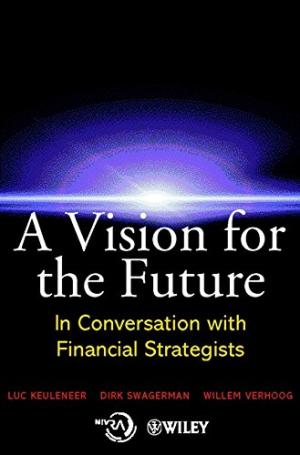 A Vision for
the Future
In Conversation with
Financial Strategists
LUC KEULENEER DIRK SWAGERMAN WILLEM VERHOOG
NIVRA WILEY